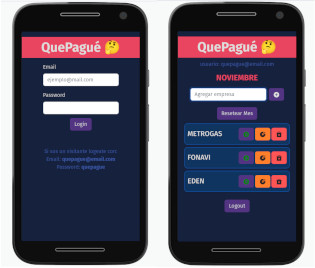 QuePagué 🤔
Email
ejemplo@mail.com
Password
Login
Si sos un visitante logeate con:
Email: quepague@email.com
Password: quepague
QuePagué 🤔
usuario: quepague@email.com
NOVIEMBRE
Agregar empresa
Resetear Mes
METROGAS
FONAVI
EDEN
Logout